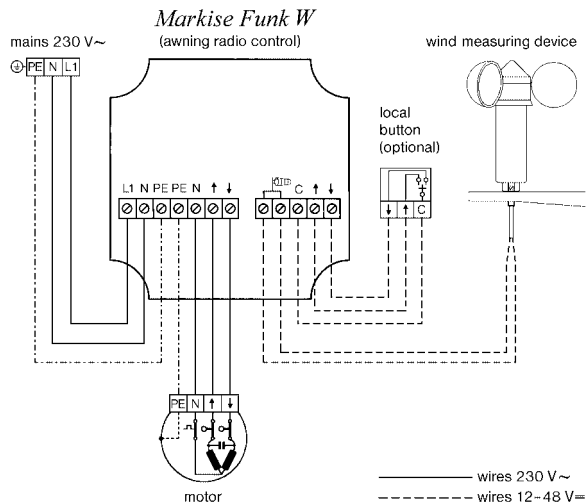 Markise Funk W
(awning radio control)
mains 230 V~
PE N L1
wind measuring device
local
button
(optional)
L1 N PE PE N ↑ ↓
C ↑ ↓
↓ ↑ C
PE N ↑ ↓
motor
wires 230 V~
wires 12-48 V=